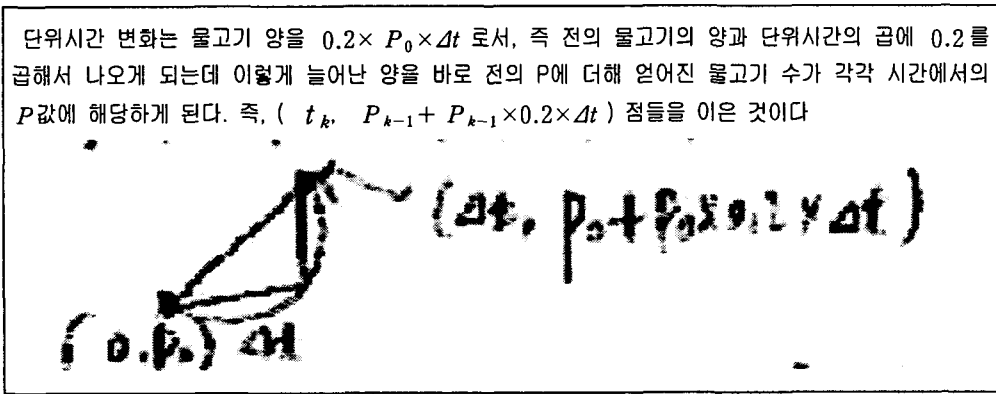 단위시간 변화는 물고기 양을 0.2× P₀×Δt 로서, 즉 전의 물고기의 양과 단위시간의 곱에 0.2를
곱해서 나오게 되는데 이렇게 늘어난 양을 바로 전의 P에 더해 얻어진 물고기 수가 각각 시간에서의
P값에 해당하게 된다. 즉, ( tₖ, Pₖ₋₁+ Pₖ₋₁×0.2×Δt ) 점들을 이은 것이다
(Δt, P₀+P₀×0.2×Δt)
(0.P₀) Δt